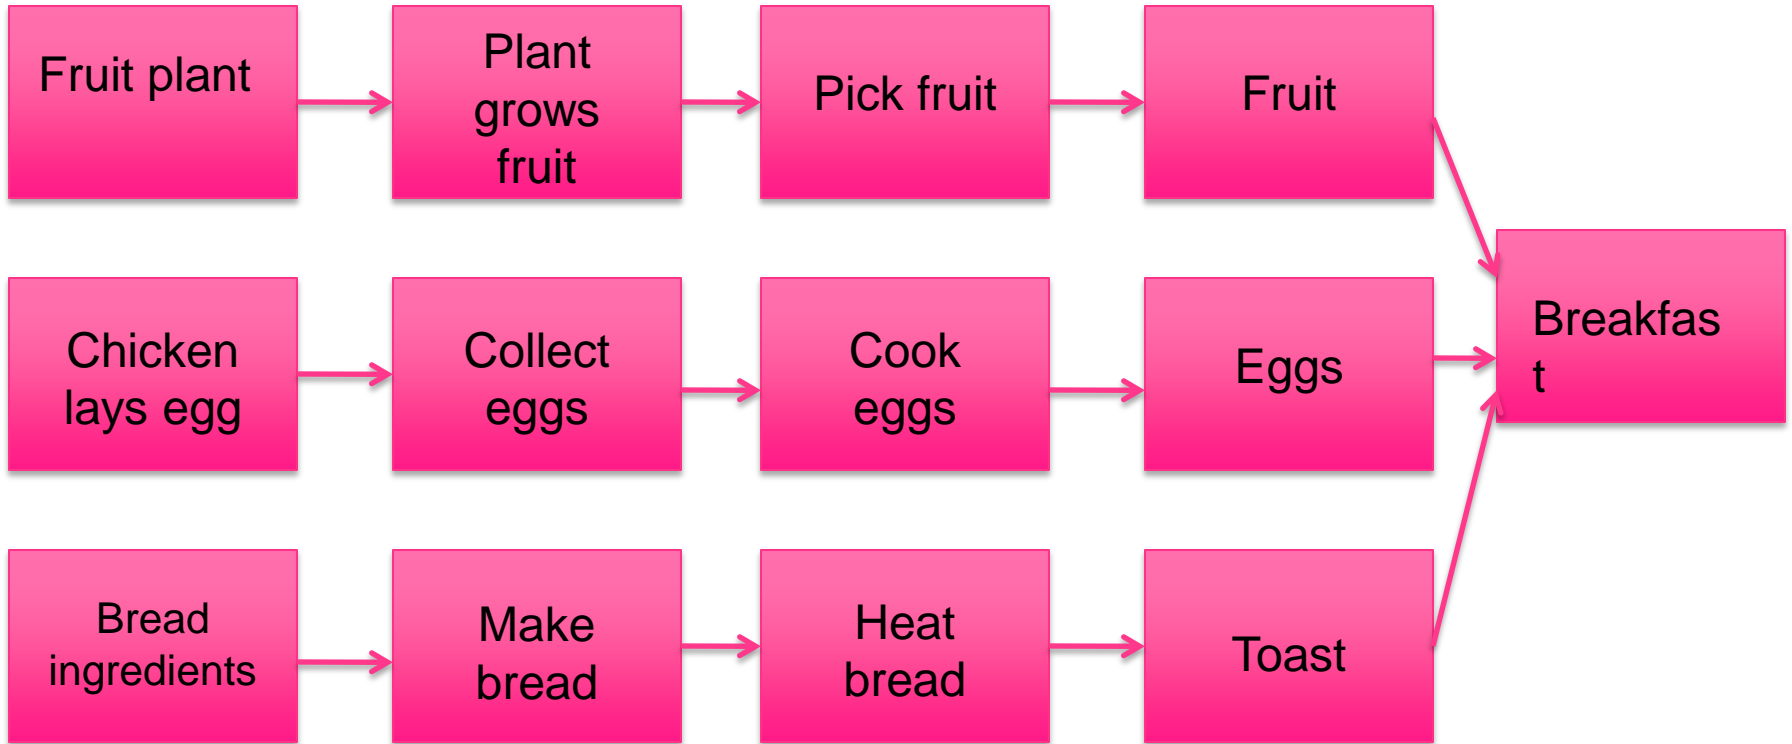 Fruit plant
Plant
grows
fruit
Pick fruit
Fruit
Chicken
lays egg
Collect
eggs
Cook
eggs
Eggs
Breakfas
t
Bread
ingredients
Make
bread
Heat
bread
Toast